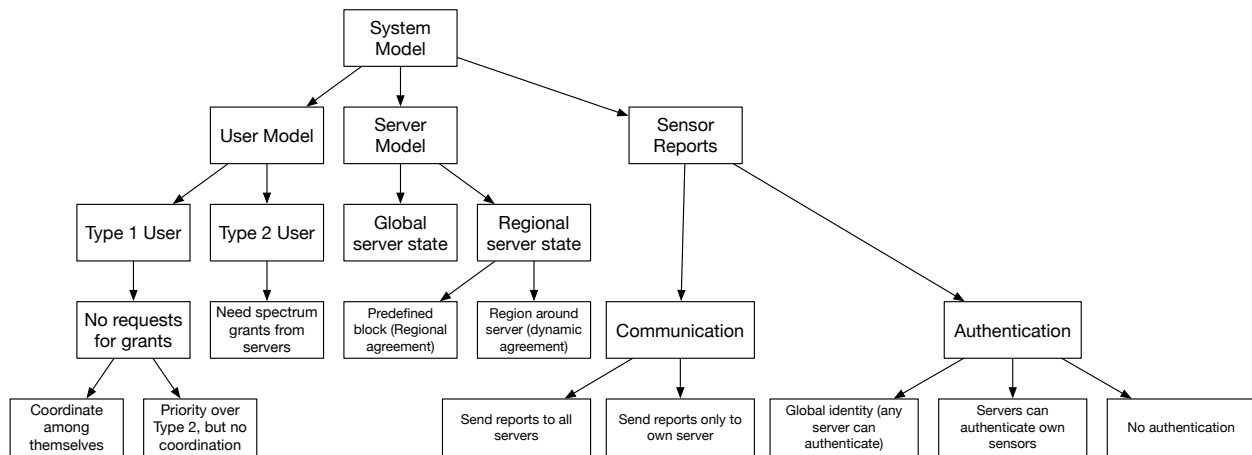 System
Model
User Model
Server
Model
Sensor
Reports
Type 1 User
Type 2 User
Global
server state
Regional
server state
No requests
for grants
Need spectrum
grants from
servers
Predefined
block (Regional
agreement)
Region around
server (dynamic
agreement)
Communication
Authentication
Coordinate
among
themselves
Priority over
Type 2, but no
coordination
Send reports to all
servers
Send reports only to
own server
Global identity (any
server can
authenticate)
Servers can
authenticate own
sensors
No authentication